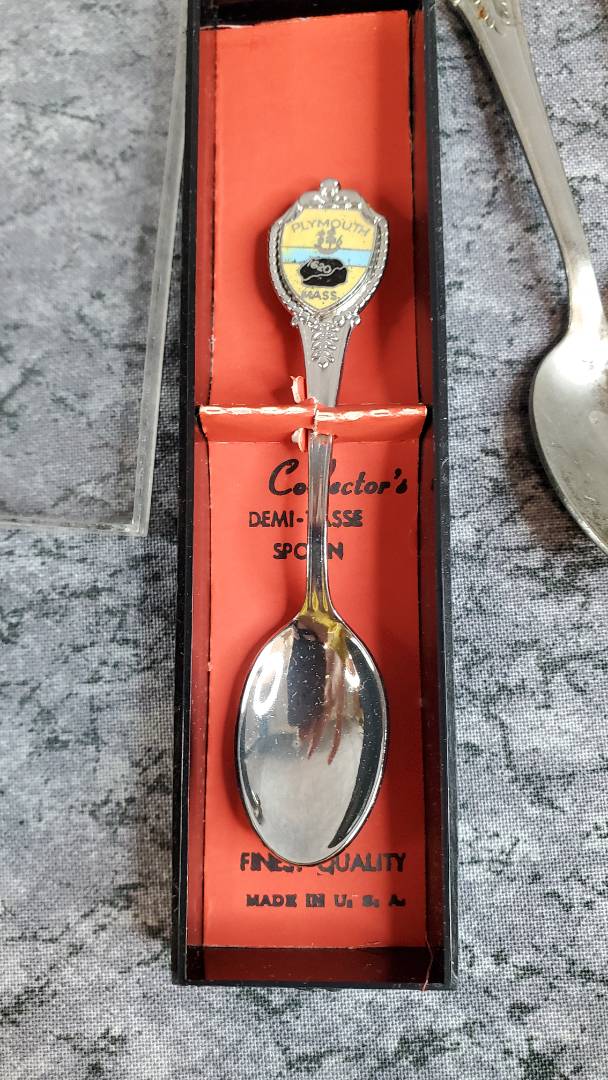 PLYMOUTH
1620
MASS.
Collector's
DEMI-TASSE
SPOON
FINEST QUALITY
MADE IN U. S. A.